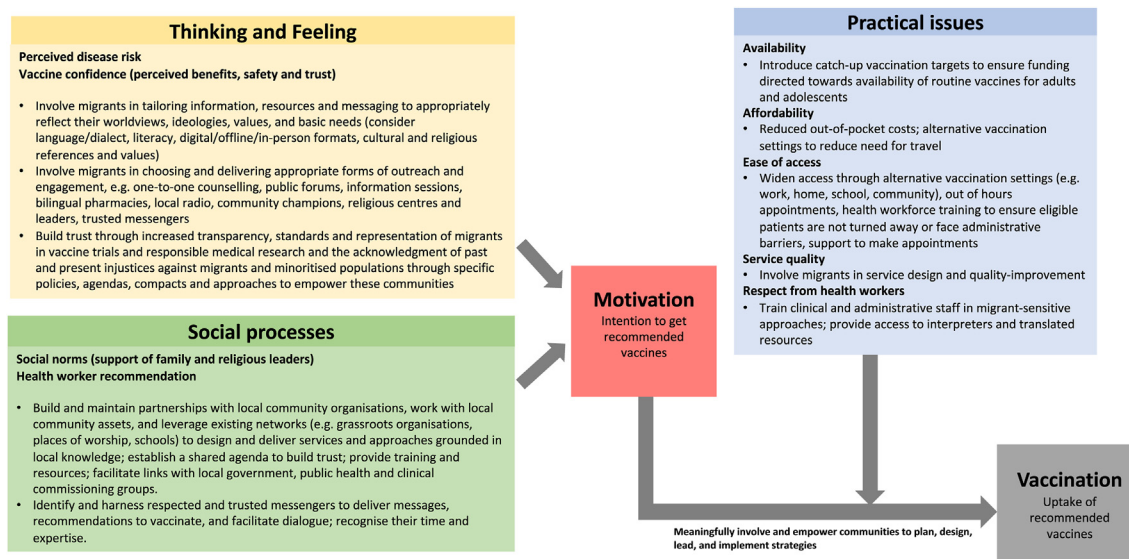 Thinking and Feeling
Perceived disease risk
Vaccine confidence (perceived benefits, safety and trust)
• Involve migrants in tailoring information, resources and messaging to appropriately
reflect their worldviews, ideologies, values, and basic needs (consider
language/dialect, literacy, digital/offline/in-person formats, cultural and religious
references and values)
• Involve migrants in choosing and delivering appropriate forms of outreach and
engagement, e.g. one-to-one counselling, public forums, information sessions,
bilingual pharmacies, local radio, community champions, religious centres and
leaders, trusted messengers
• Build trust through increased transparency, standards and representation of migrants
in vaccine trials and responsible medical research and the acknowledgment of past
and present injustices against migrants and minoritised populations through specific
policies, agendas, compacts and approaches to empower these communities
Social processes
Social norms (support of family and religious leaders)
Health worker recommendation
• Build and maintain partnerships with local community organisations, work with local
community assets, and leverage existing networks (e.g. grassroots organisations,
places of worship, schools) to design and deliver services and approaches grounded in
local knowledge; establish a shared agenda to build trust; provide training and
resources; facilitate links with local government, public health and clinical
commissioning groups.
• Identify and harness respected and trusted messengers to deliver messages,
recommendations to vaccinate, and facilitate dialogue; recognise their time and
expertise.
Motivation
Intention to get
recommended
vaccines
Practical issues
Availability
• Introduce catch-up vaccination targets to ensure funding
directed towards availability of routine vaccines for adults
and adolescents
Affordability
• Reduced out-of-pocket costs; alternative vaccination
settings to reduce need for travel
Ease of access
• Widen access through alternative vaccination settings (e.g.
work, home, school, community), out of hours
appointments, health workforce training to ensure eligible
patients are not turned away or face administrative
barriers, support to make appointments
Service quality
• Involve migrants in service design and quality-improvement
Respect from health workers
• Train clinical and administrative staff in migrant-sensitive
approaches; provide access to interpreters and translated
resources
Meaningfully involve and empower communities to plan, design,
lead, and implement strategies
Vaccination
Uptake of
recommended
vaccines